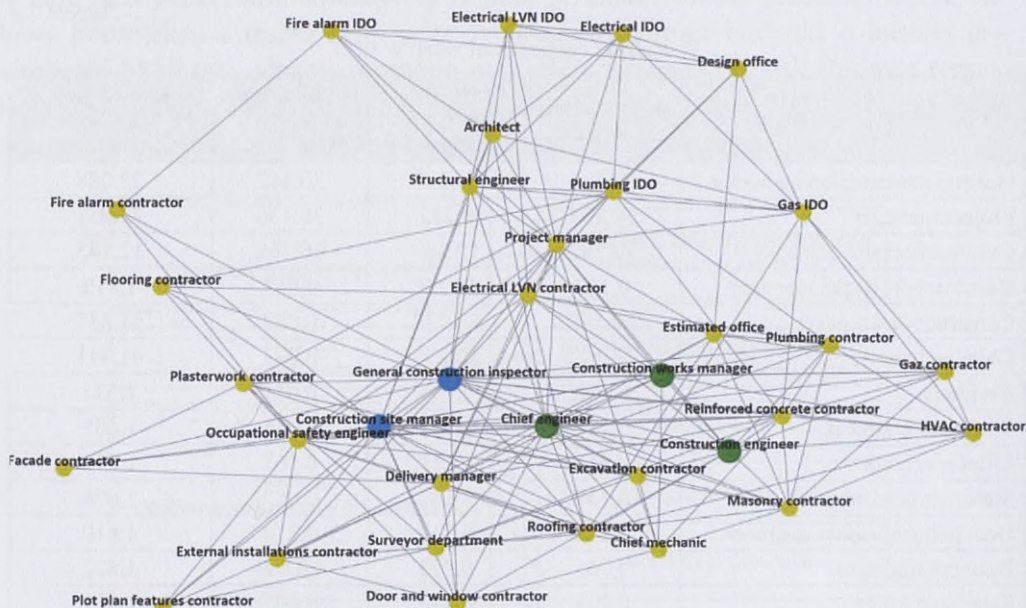 Fire alarm IDO
Electrical LVN IDO
Electrical IDO
Design office
Architect
Structural engineer
Plumbing IDO
Fire alarm contractor
Gas IDO
Project manager
Flooring contractor
Electrical LVN contractor
Estimated office
Plumbing contractor
General construction inspector
Construction works manager
Gaz contractor
Plasterwork contractor
Reinforced concrete contractor
Construction site manager
Chief engineer
HVAC contractor
Occupational safety engineer
Construction engineer
Facade contractor
Excavation contractor
Delivery manager
Masonry contractor
Roofing contractor
Surveyor department
Chief mechanic
External installations contractor
Door and window contractor
Plot plan features contractor